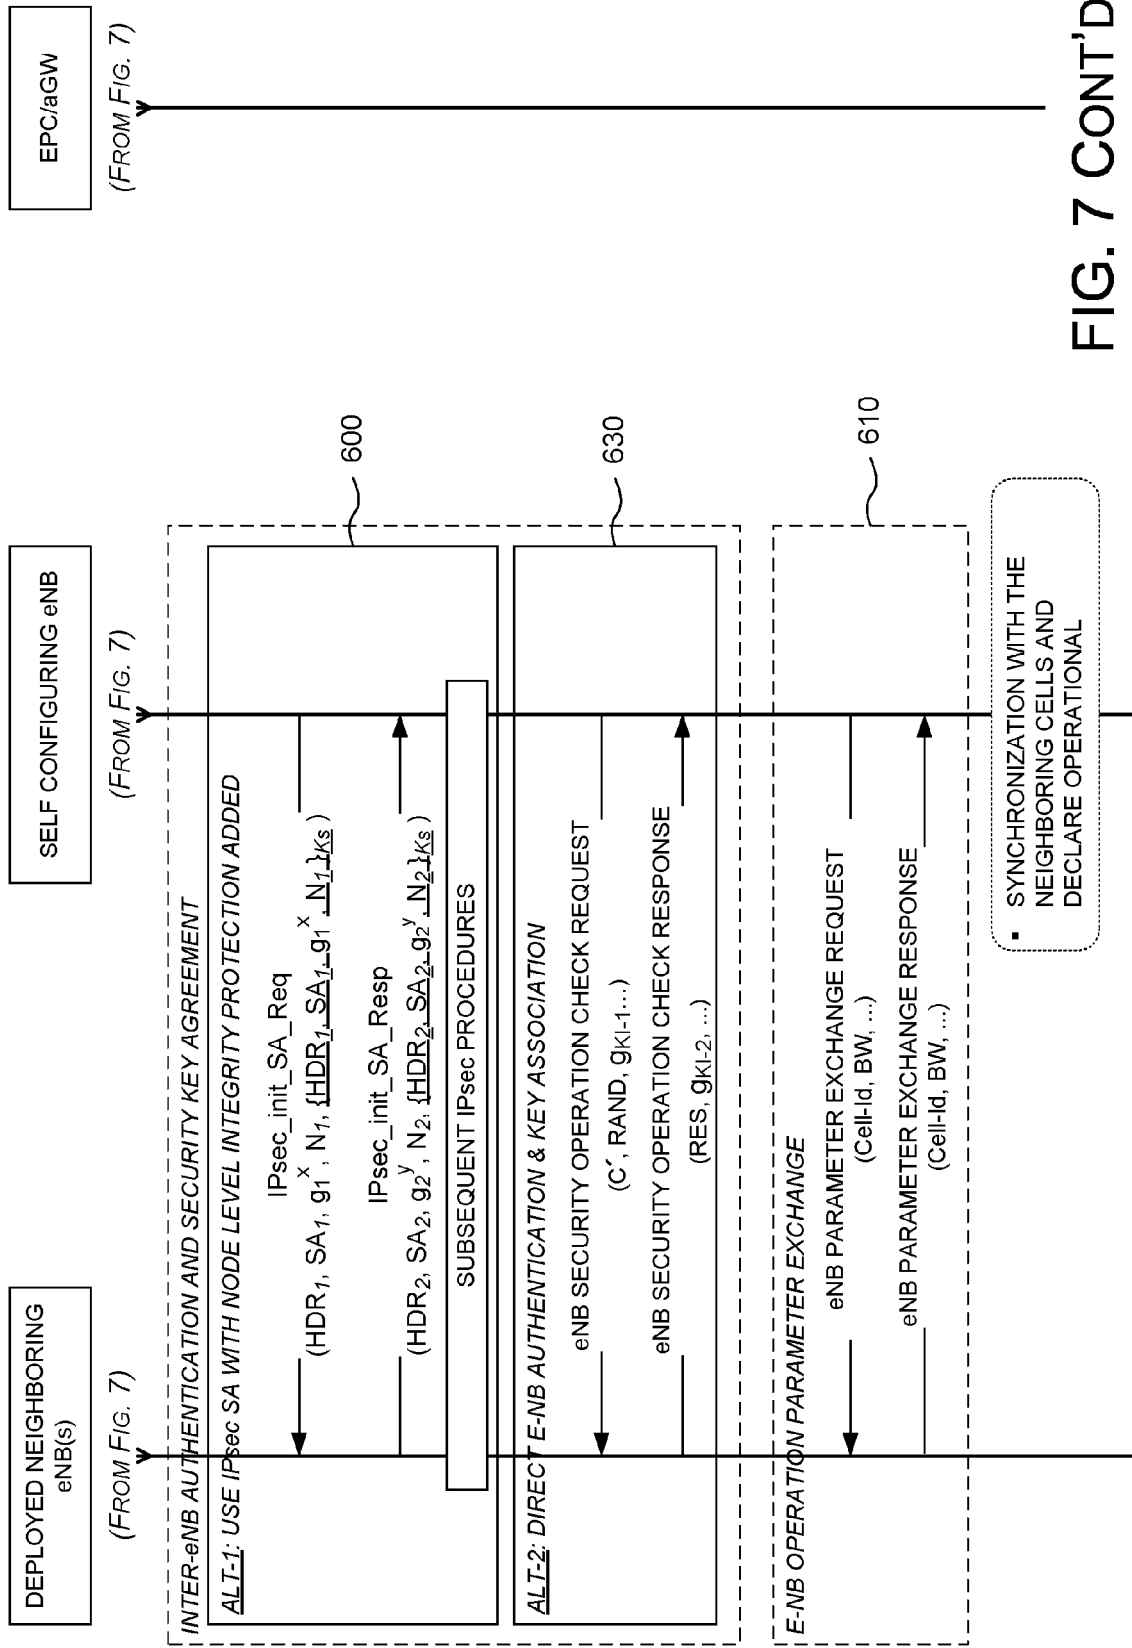 DEPLOYED NEIGHBORING
eNB(s)
SELF CONFIGURING eNB
EPC/aGW
(FROM FIG. 7)
(FROM FIG. 7)
(FROM FIG. 7)
INTER-eNB AUTHENTICATION AND SECURITY KEY AGREEMENT
ALT-1: USE IPsec SA WITH NODE LEVEL INTEGRITY PROTECTION ADDED
IPsec_init_SA_Req
(HDR₁, SA₁, g₁ˣ, N₁, {HDR₁, SA₁, g₁ˣ, N₁}Ks)
IPsec_init_SA_Resp
(HDR₂, SA₂, g₂ʸ, N₂, {HDR₂, SA₂, g₂ʸ, N₂}Ks)
SUBSEQUENT IPsec PROCEDURES
600
ALT-2: DIRECT E-NB AUTHENTICATION & KEY ASSOCIATION
eNB SECURITY OPERATION CHECK REQUEST
(C′, RAND, gKI-1...)
eNB SECURITY OPERATION CHECK RESPONSE
(RES, gKI-2, ...)
630
E-NB OPERATION PARAMETER EXCHANGE
eNB PARAMETER EXCHANGE REQUEST
(Cell-Id, BW, ...)
eNB PARAMETER EXCHANGE RESPONSE
(Cell-Id, BW, ...)
610
▪ SYNCHRONIZATION WITH THE
NEIGHBORING CELLS AND
DECLARE OPERATIONAL
FIG. 7 CONT'D